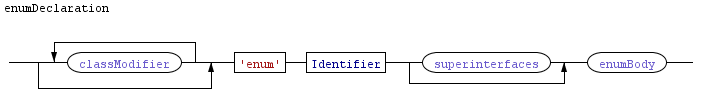 enumDeclaration
classModifier 'enum' Identifier superinterfaces enumBody